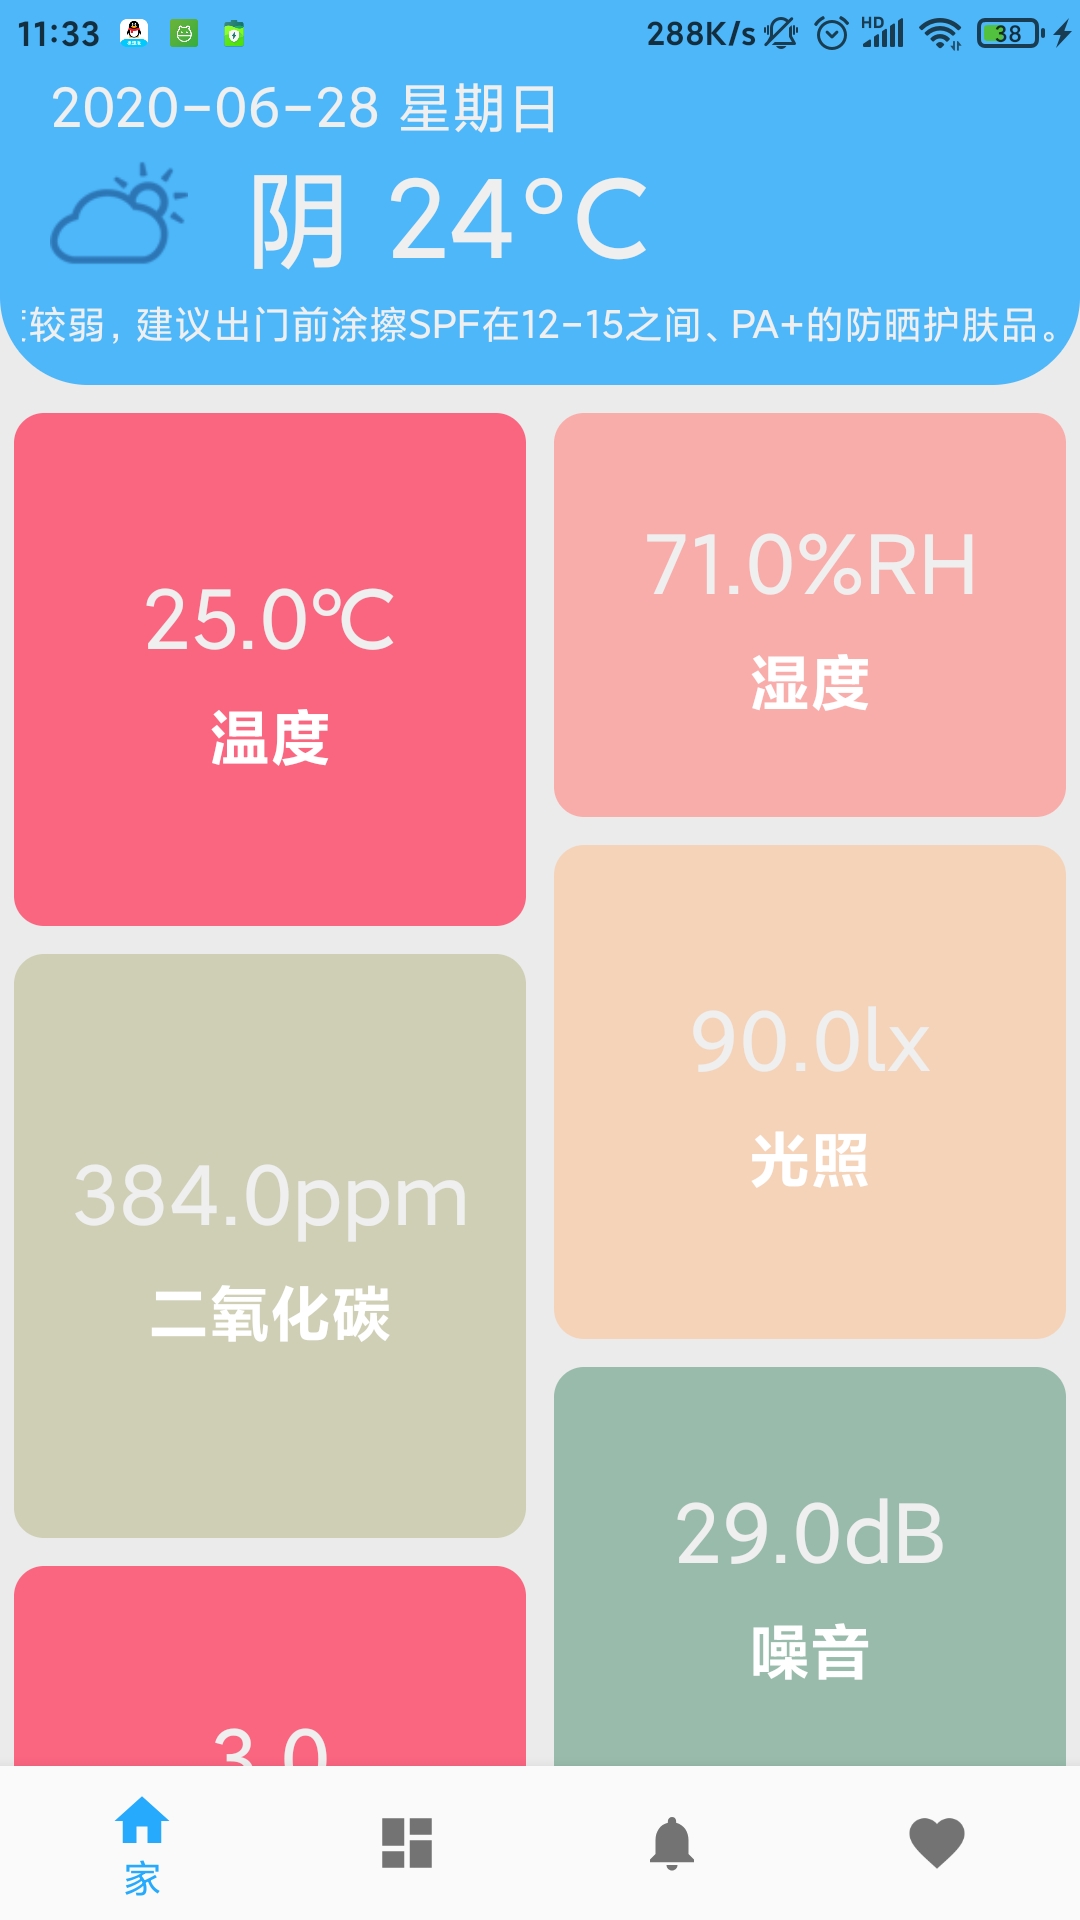 11:33
288K/s HD 38
2020-06-28 星期日
阴 24°C
较弱，建议出门前涂擦SPF在12-15之间、PA+的防晒护肤品。
25.0℃
温度
71.0%RH
湿度
384.0ppm
二氧化碳
90.0lx
光照
29.0dB
噪音
3.0
家